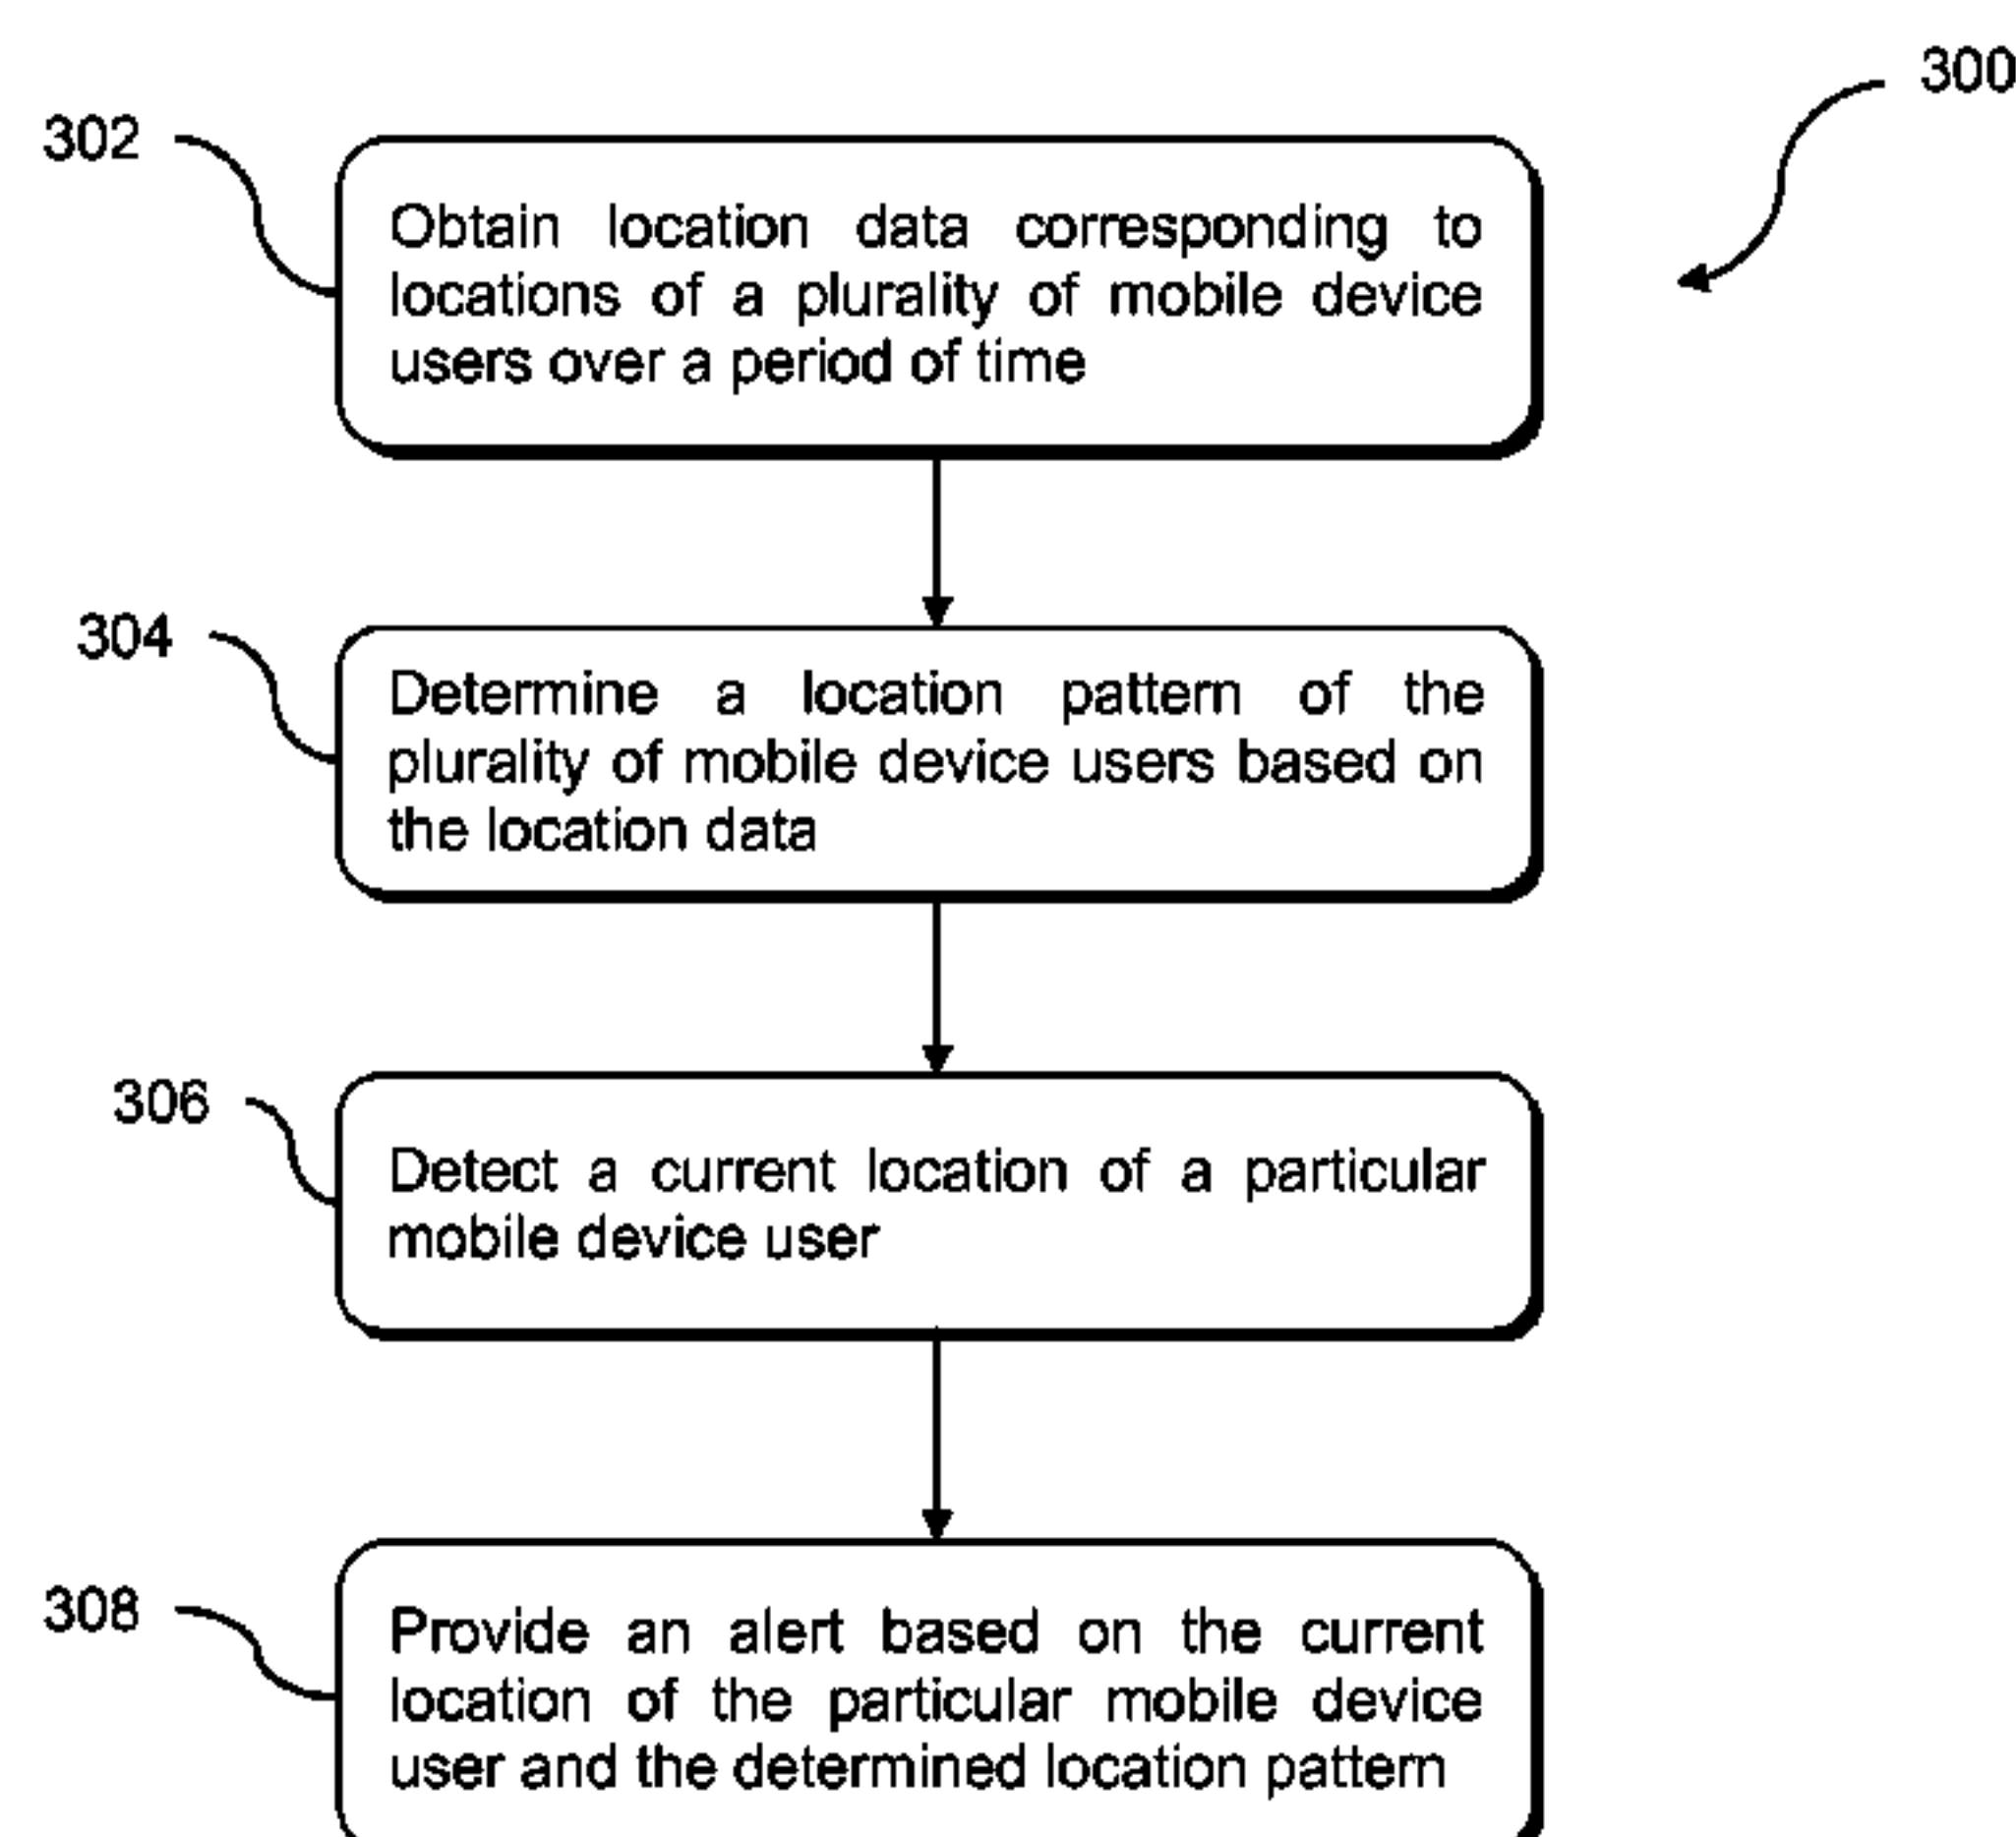 300
302
Obtain location data corresponding to
locations of a plurality of mobile device
users over a period of time
304
Determine a location pattern of the
plurality of mobile device users based on
the location data
306
Detect a current location of a particular
mobile device user
308
Provide an alert based on the current
location of the particular mobile device
user and the determined location pattern